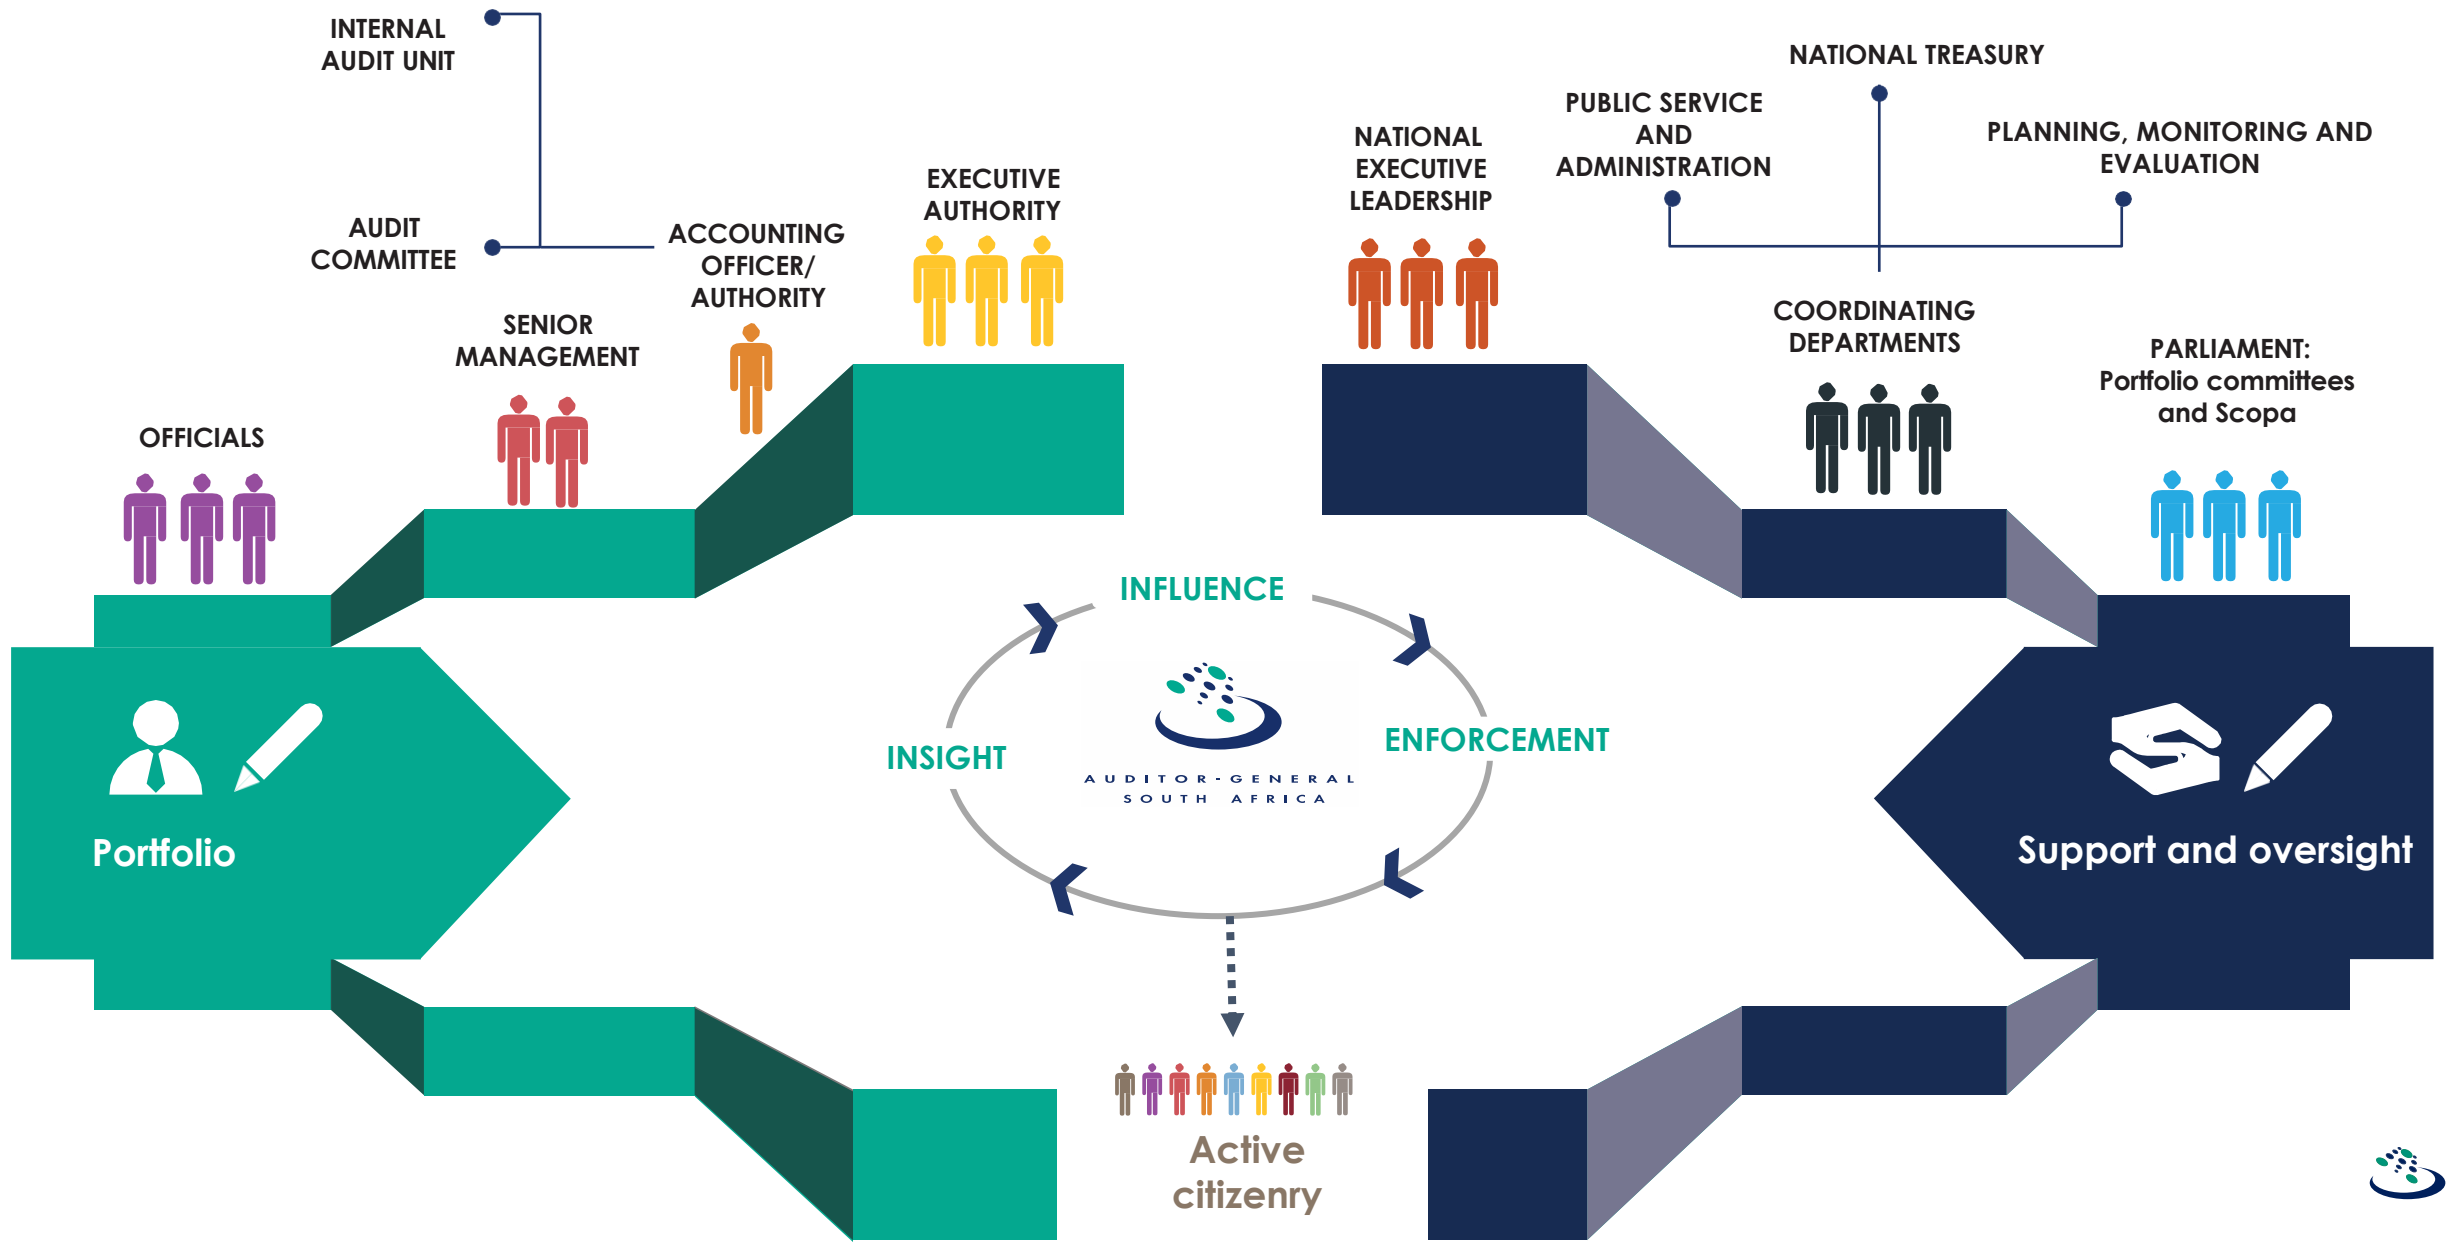 INTERNAL
AUDIT UNIT
AUDIT
COMMITTEE
OFFICIALS
SENIOR
MANAGEMENT
ACCOUNTING
OFFICER/
AUTHORITY
EXECUTIVE
AUTHORITY
NATIONAL
EXECUTIVE
LEADERSHIP
PUBLIC SERVICE
AND
ADMINISTRATION
NATIONAL TREASURY
PLANNING, MONITORING AND
EVALUATION
COORDINATING
DEPARTMENTS
PARLIAMENT:
Portfolio committees
and Scopa
INFLUENCE
INSIGHT
ENFORCEMENT
AUDITOR-GENERAL
SOUTH AFRICA
Portfolio
Support and oversight
Active
citizenry